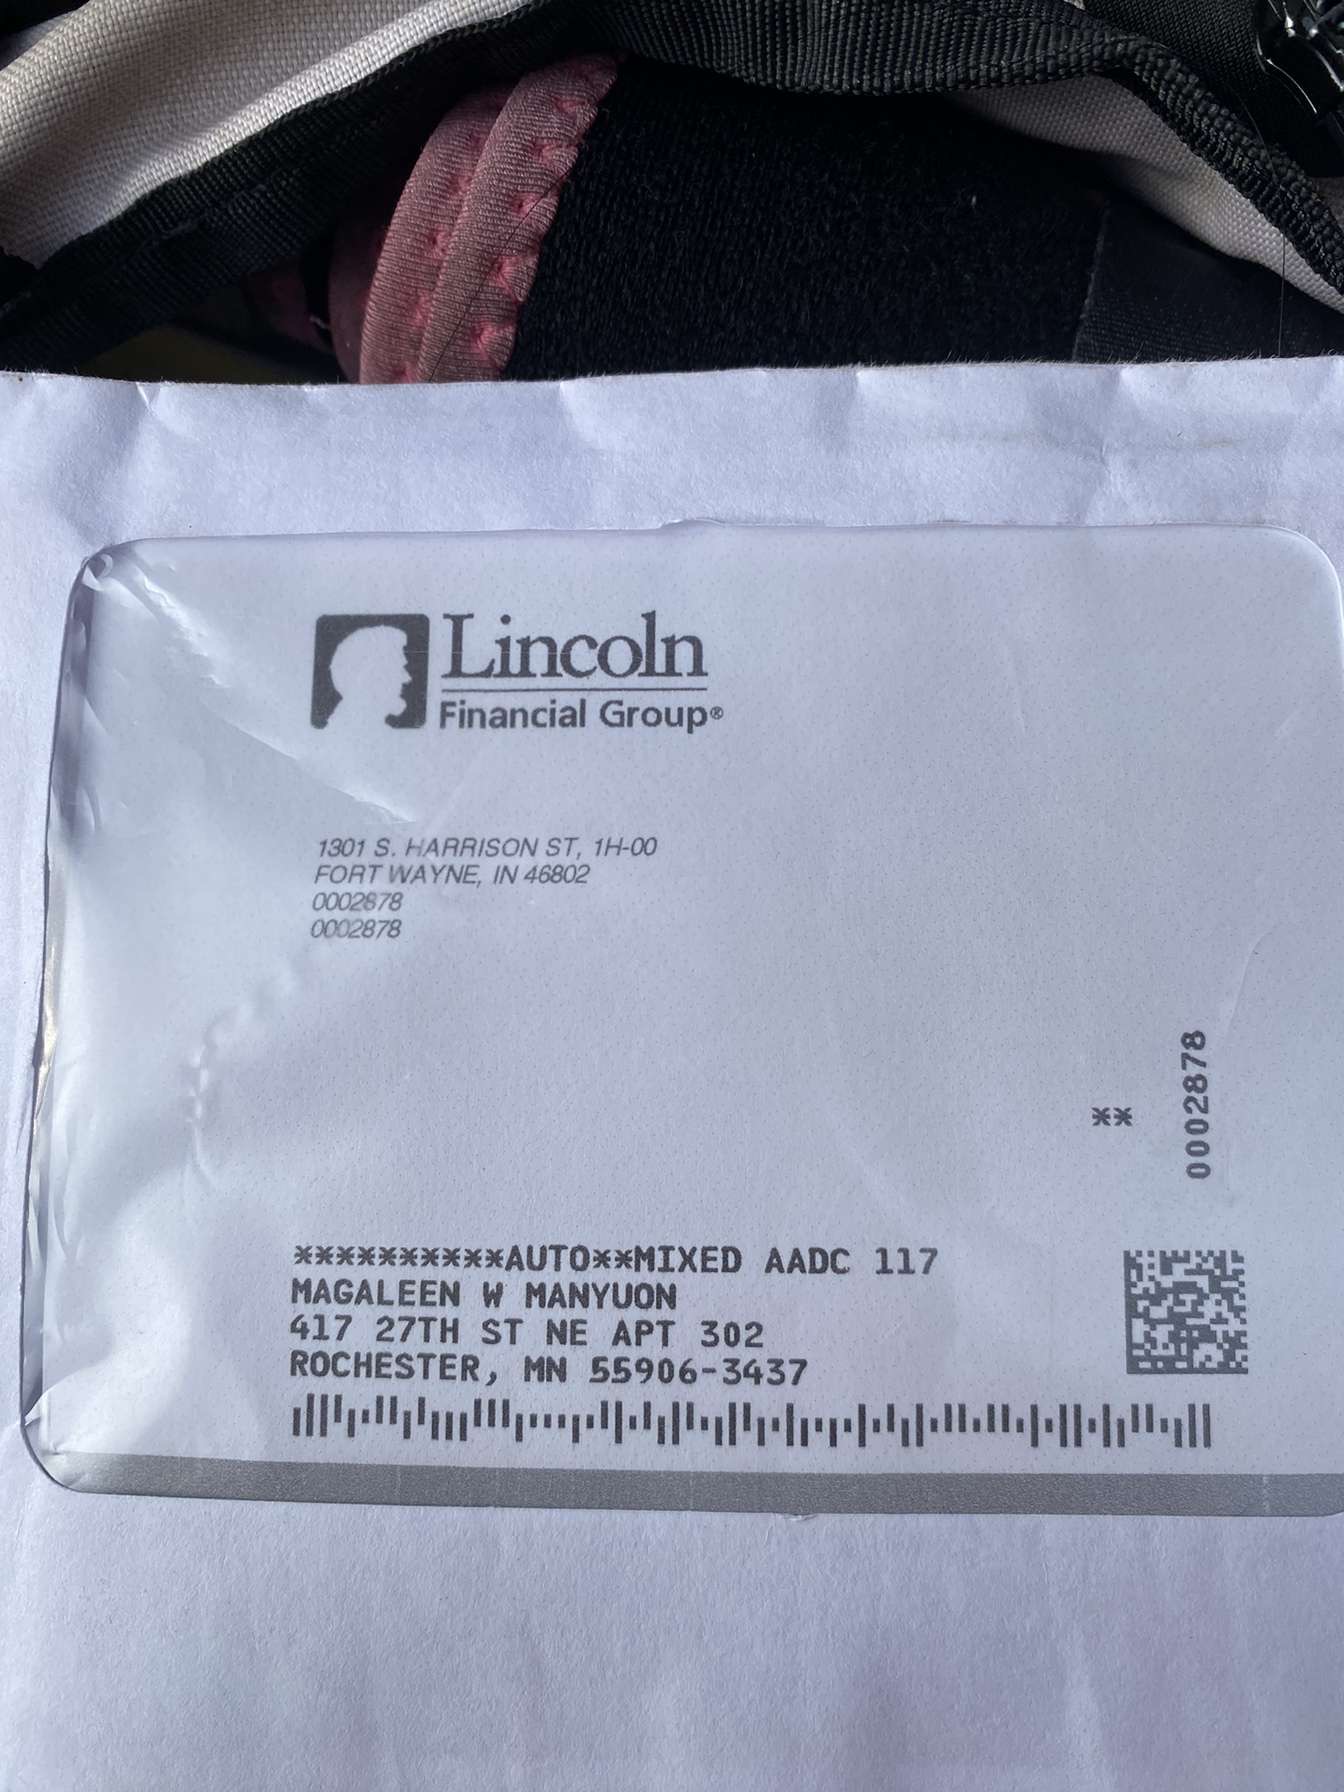 Lincoln
Financial Group®
1301 S. HARRISON ST, 1H-00
FORT WAYNE, IN 46802
0002878
0002878
**
0002878
**********AUTO**MIXED AADC 117
MAGALEEN W MANYUON
417 27TH ST NE APT 302
ROCHESTER, MN 55906-3437